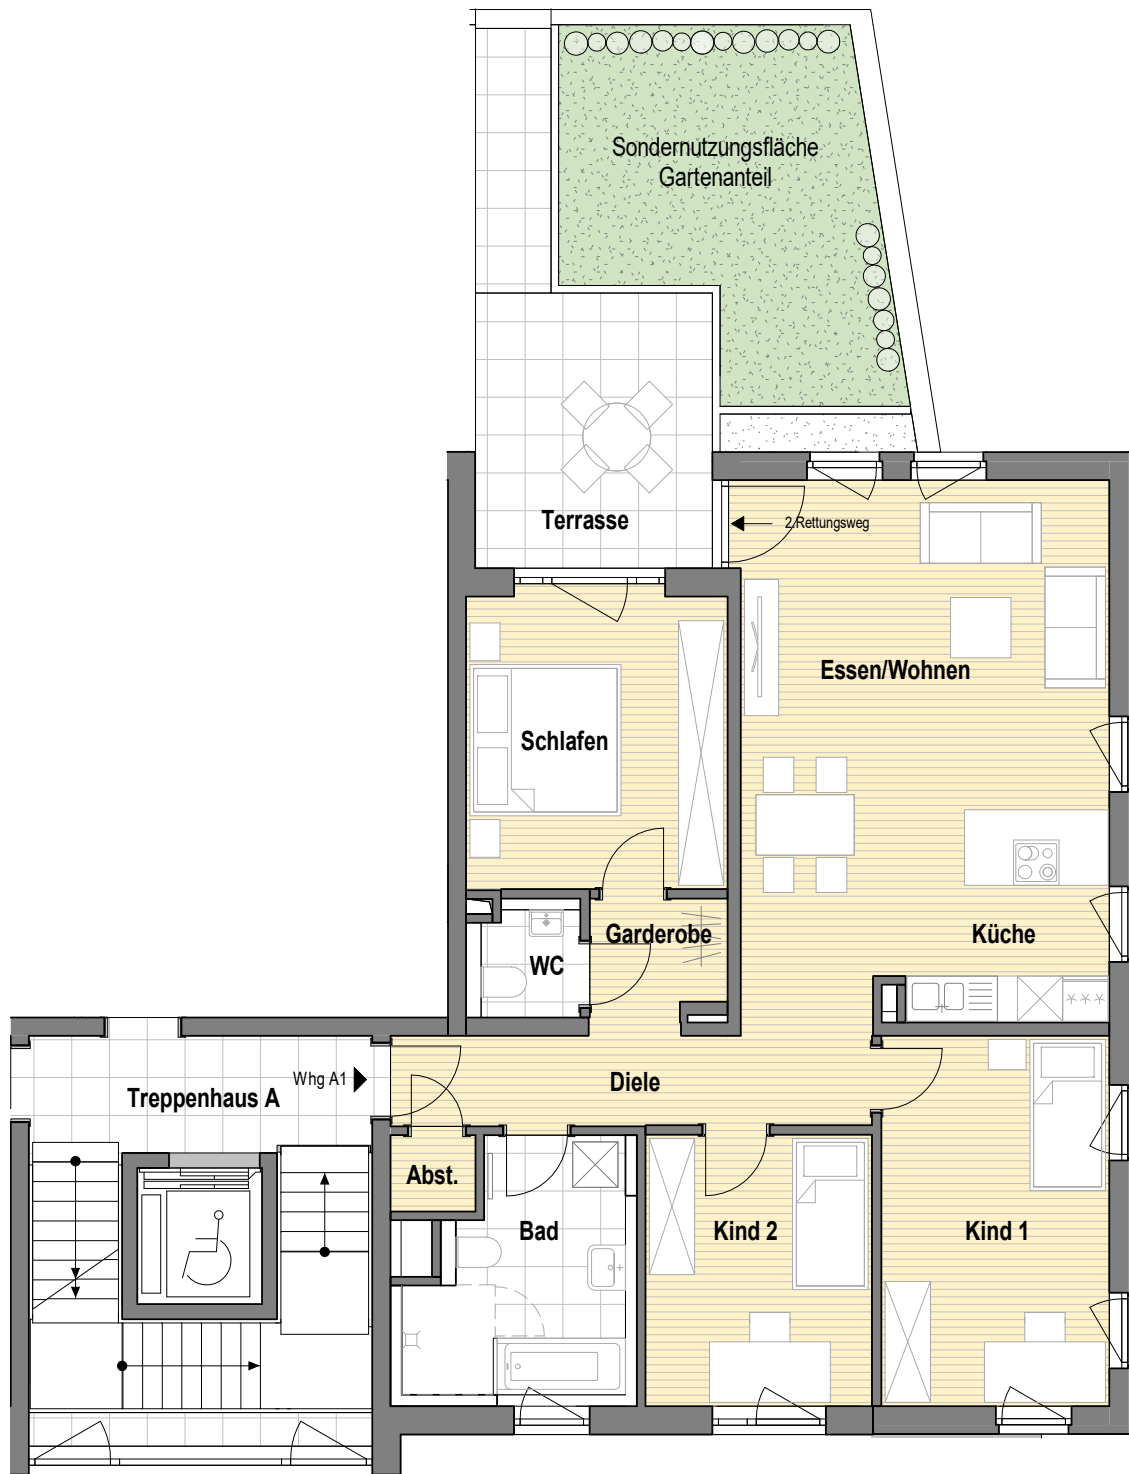 Sondernutzungsfläche
Gartenanteil
Terrasse
2.Rettungsweg
Essen/Wohnen
Schlafen
Garderobe
Küche
WC
Whg A1
Diele
Treppenhaus A
Abst.
Bad
Kind 2
Kind 1